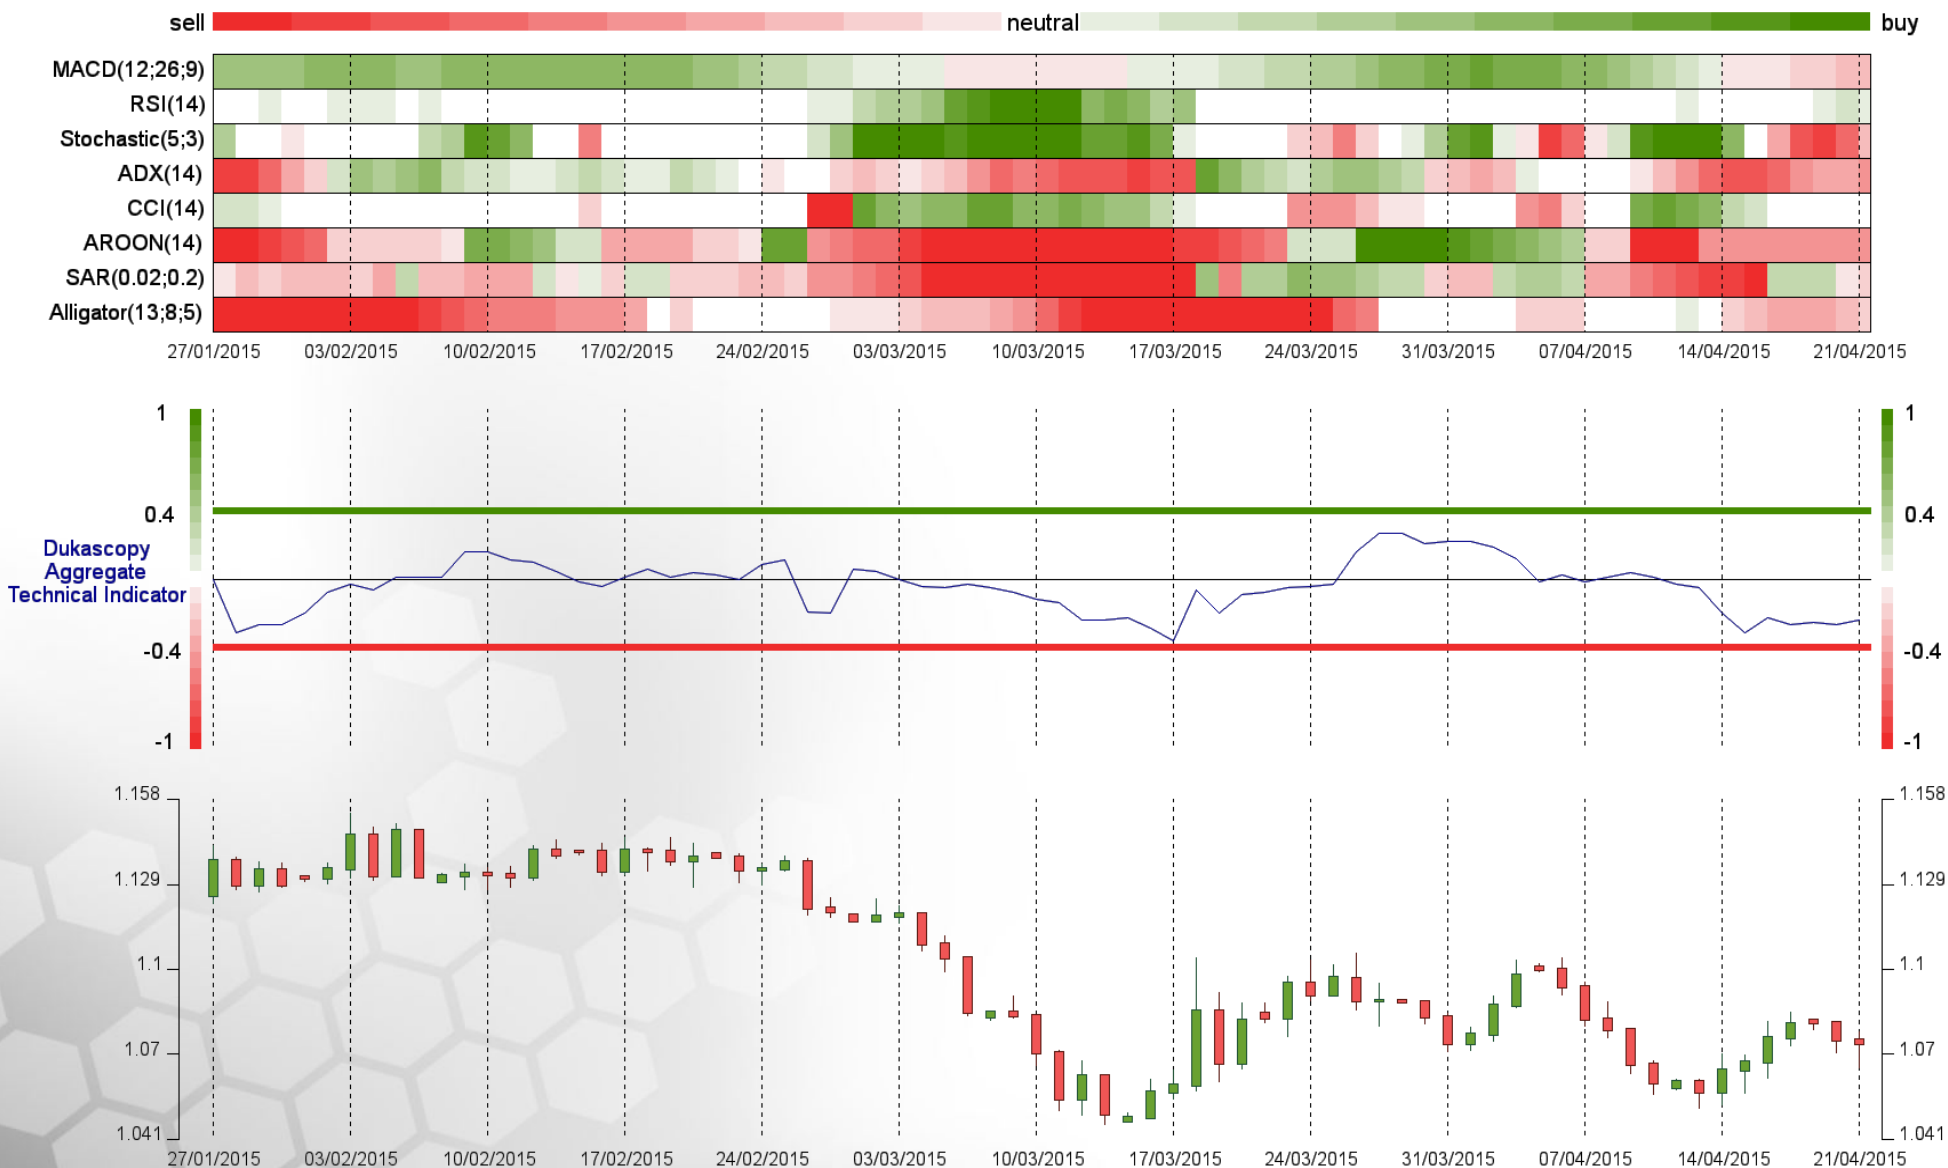 sell neutral buy
MACD(12;26;9)
RSI(14)
Stochastic(5;3)
ADX(14)
CCI(14)
AROON(14)
SAR(0.02;0.2)
Alligator(13;8;5)
27/01/2015 03/02/2015 10/02/2015 17/02/2015 24/02/2015 03/03/2015 10/03/2015 17/03/2015 24/03/2015 31/03/2015 07/04/2015 14/04/2015 21/04/2015
1 1
0.4 0.4
Dukascopy
Aggregate
Technical Indicator
-0.4 -0.4
-1 -1
1.158 1.158
1.129 1.129
1.1 1.1
1.07 1.07
1.041 1.041
27/01/2015 03/02/2015 10/02/2015 17/02/2015 24/02/2015 03/03/2015 10/03/2015 17/03/2015 24/03/2015 31/03/2015 07/04/2015 14/04/2015 21/04/2015